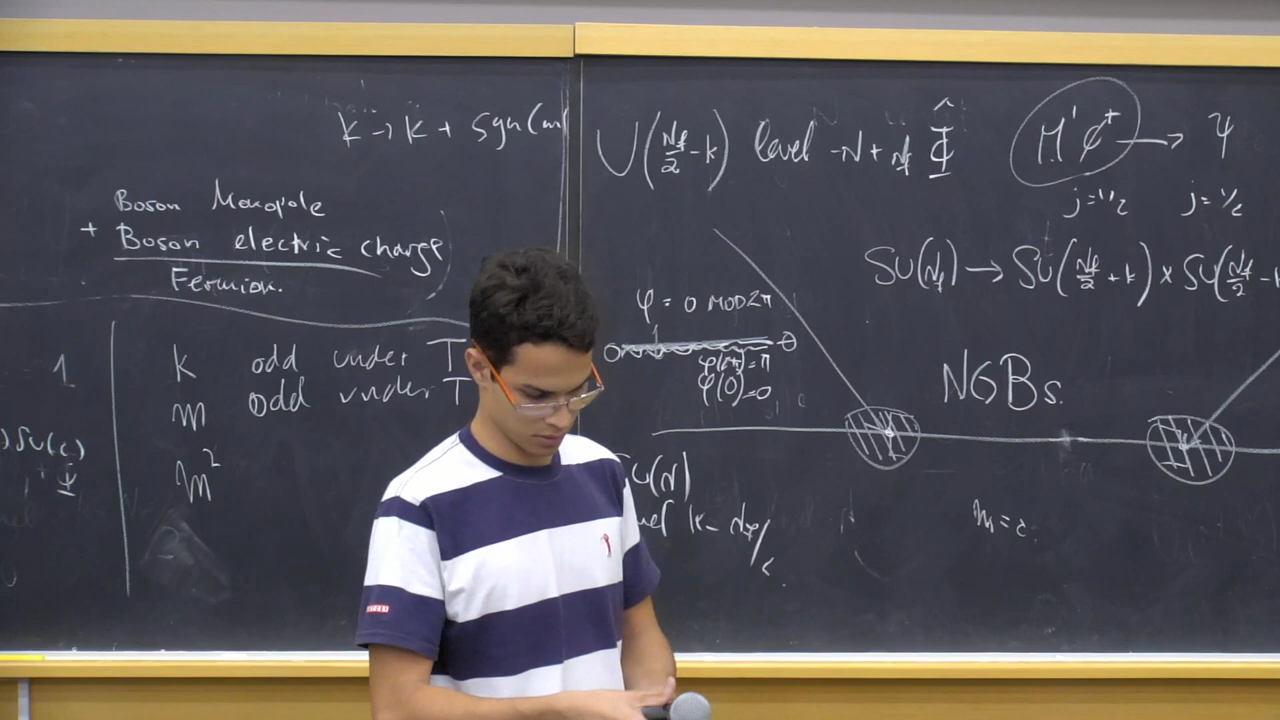 k → k + sgn(m
Boson Monopole
+ Boson electric charge
Fermion.
1
k odd under T
m odd under T
m²
SU(
+ Φ
U(Nf/2 - k) level -N + Nf Φ̂
M' φ† → Ψ
j=1/2 j=1/2
SU(Nf) → SU(Nf/2 + k) × SU(Nf/2 -
φ = 0 MOD 2π
φ(0)=0
NGBs.
(N)
k - Nf/2